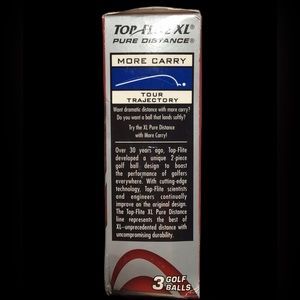 TOP-FLITE XL®
PURE DISTANCE®
MORE CARRY
TOUR
TRAJECTORY
Want dramatic distance with more carry?
Do you want a ball that lands softly?
Try the XL Pure Distance
with More Carry!
Over 30 years ago, Top-Flite
developed a unique 2-piece
golf ball design to boost
the performance of golfers
everywhere. With cutting-edge
technology, Top-Flite scientists
and engineers continually
improve on the original design.
The Top-Flite XL Pure Distance
line represents the best of
XL-unprecedented distance with
uncompromising durability.
3 GOLF
BALLS